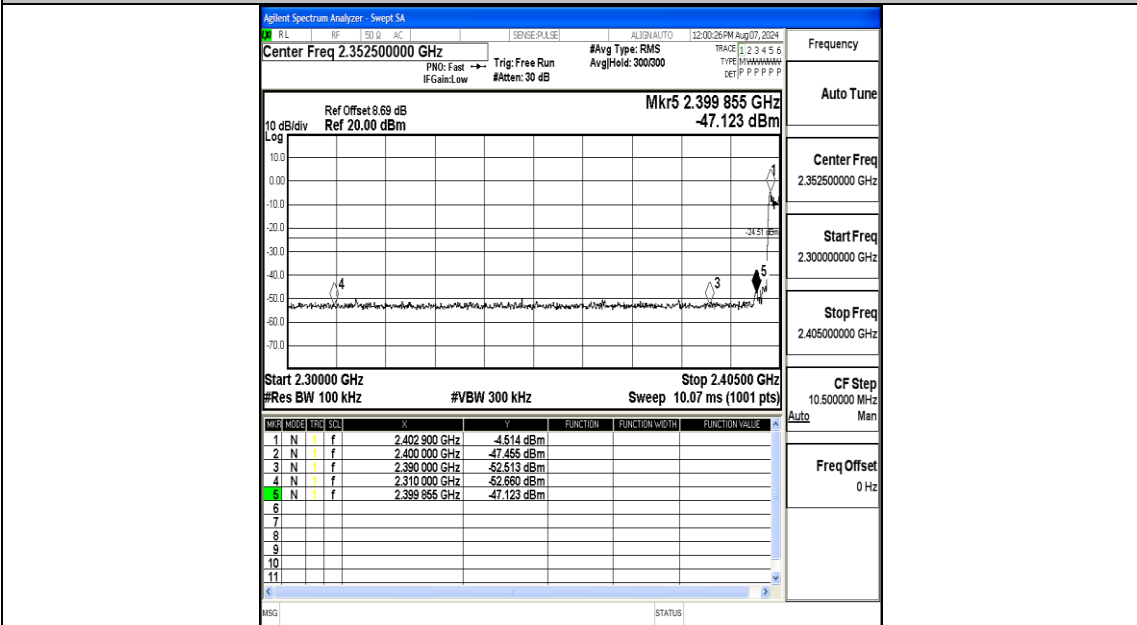 Agilent Spectrum Analyzer - Swept SA
RL RF 50 Ω AC SENSE:PULSE ALIGN AUTO 12:00:26 PM Aug 07, 2024
Center Freq 2.352500000 GHz
PNO: Fast
IFGain:Low
Trig: Free Run
#Atten: 30 dB
#Avg Type: RMS
Avg|Hold: 300/300
TRACE 1 2 3 4 5 6
TYPE
DET P P P P P P
Frequency
Auto Tune
Ref Offset 8.69 dB
Ref 20.00 dBm
10 dB/div
Log
Mkr5 2.399 855 GHz
-47.123 dBm
10.0
0.00
-10.0
-20.0
-30.0
-40.0
-50.0
-60.0
-70.0
1
-24.51 dBm
4
3
5
Center Freq
2.352500000 GHz
Start Freq
2.300000000 GHz
Stop Freq
2.405000000 GHz
CF Step
10.500000 MHz
Auto Man
Freq Offset
0 Hz
Start 2.30000 GHz Stop 2.40500 GHz
#Res BW 100 kHz #VBW 300 kHz Sweep 10.07 ms (1001 pts)
MKR MODE TRC SCL X Y FUNCTION FUNCTION WIDTH FUNCTION VALUE
1 N 1 f 2.402 900 GHz -4.514 dBm
2 N 1 f 2.400 000 GHz -47.455 dBm
3 N 1 f 2.390 000 GHz -52.513 dBm
4 N 1 f 2.310 000 GHz -52.660 dBm
5 N 1 f 2.399 855 GHz -47.123 dBm
6
7
8
9
10
11
MSG STATUS